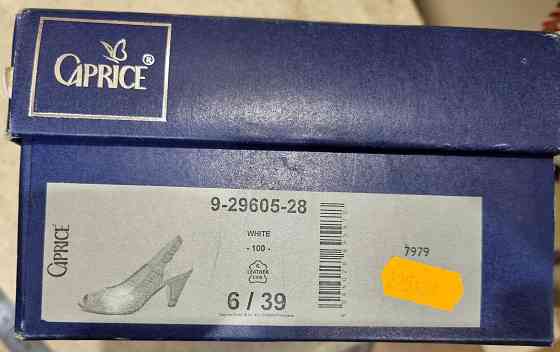 CAPRICE®
CAPRICE
9-29605-28
WHITE
- 100 -
LEATHER
6 / 39
7979